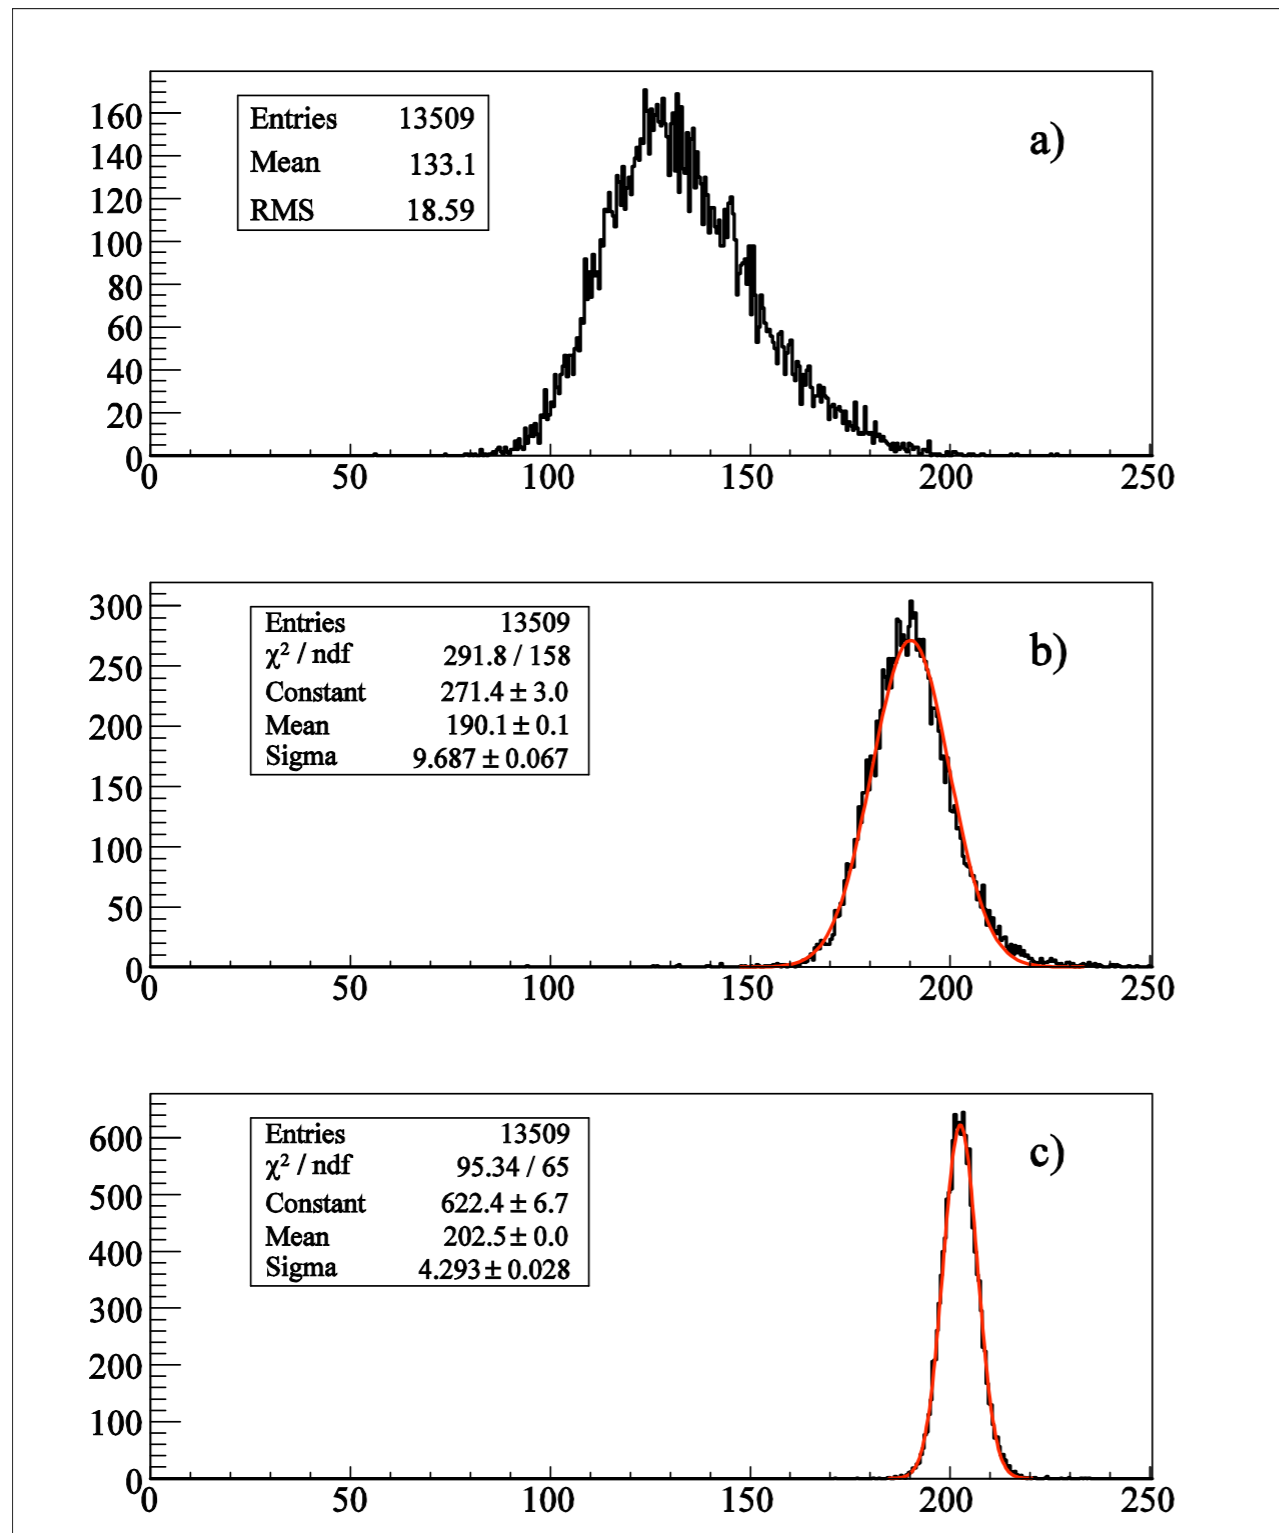 160
140
120
100
80
60
40
20
0
Entries 13509
Mean 133.1
RMS 18.59
a)
0 50 100 150 200 250
300
250
200
150
100
50
0
Entries 13509
χ² / ndf 291.8 / 158
Constant 271.4 ± 3.0
Mean 190.1 ± 0.1
Sigma 9.687 ± 0.067
b)
0 50 100 150 200 250
600
500
400
300
200
100
0
Entries 13509
χ² / ndf 95.34 / 65
Constant 622.4 ± 6.7
Mean 202.5 ± 0.0
Sigma 4.293 ± 0.028
c)
0 50 100 150 200 250